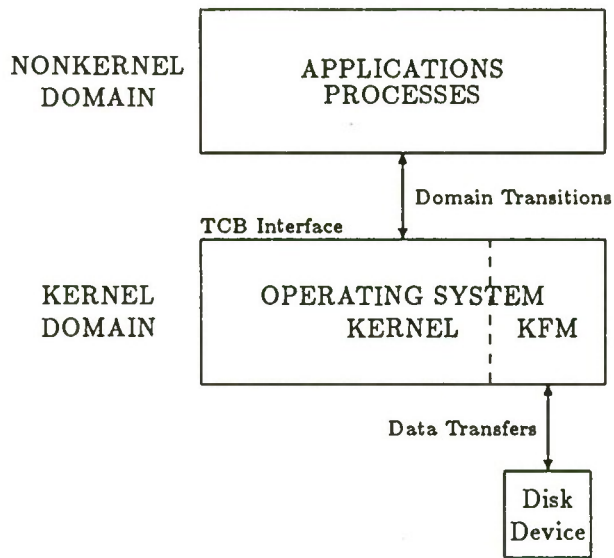 NONKERNEL
DOMAIN
APPLICATIONS
PROCESSES
Domain Transitions
TCB Interface
KERNEL
DOMAIN
OPERATING SYSTEM
KERNEL
KFM
Data Transfers
Disk
Device